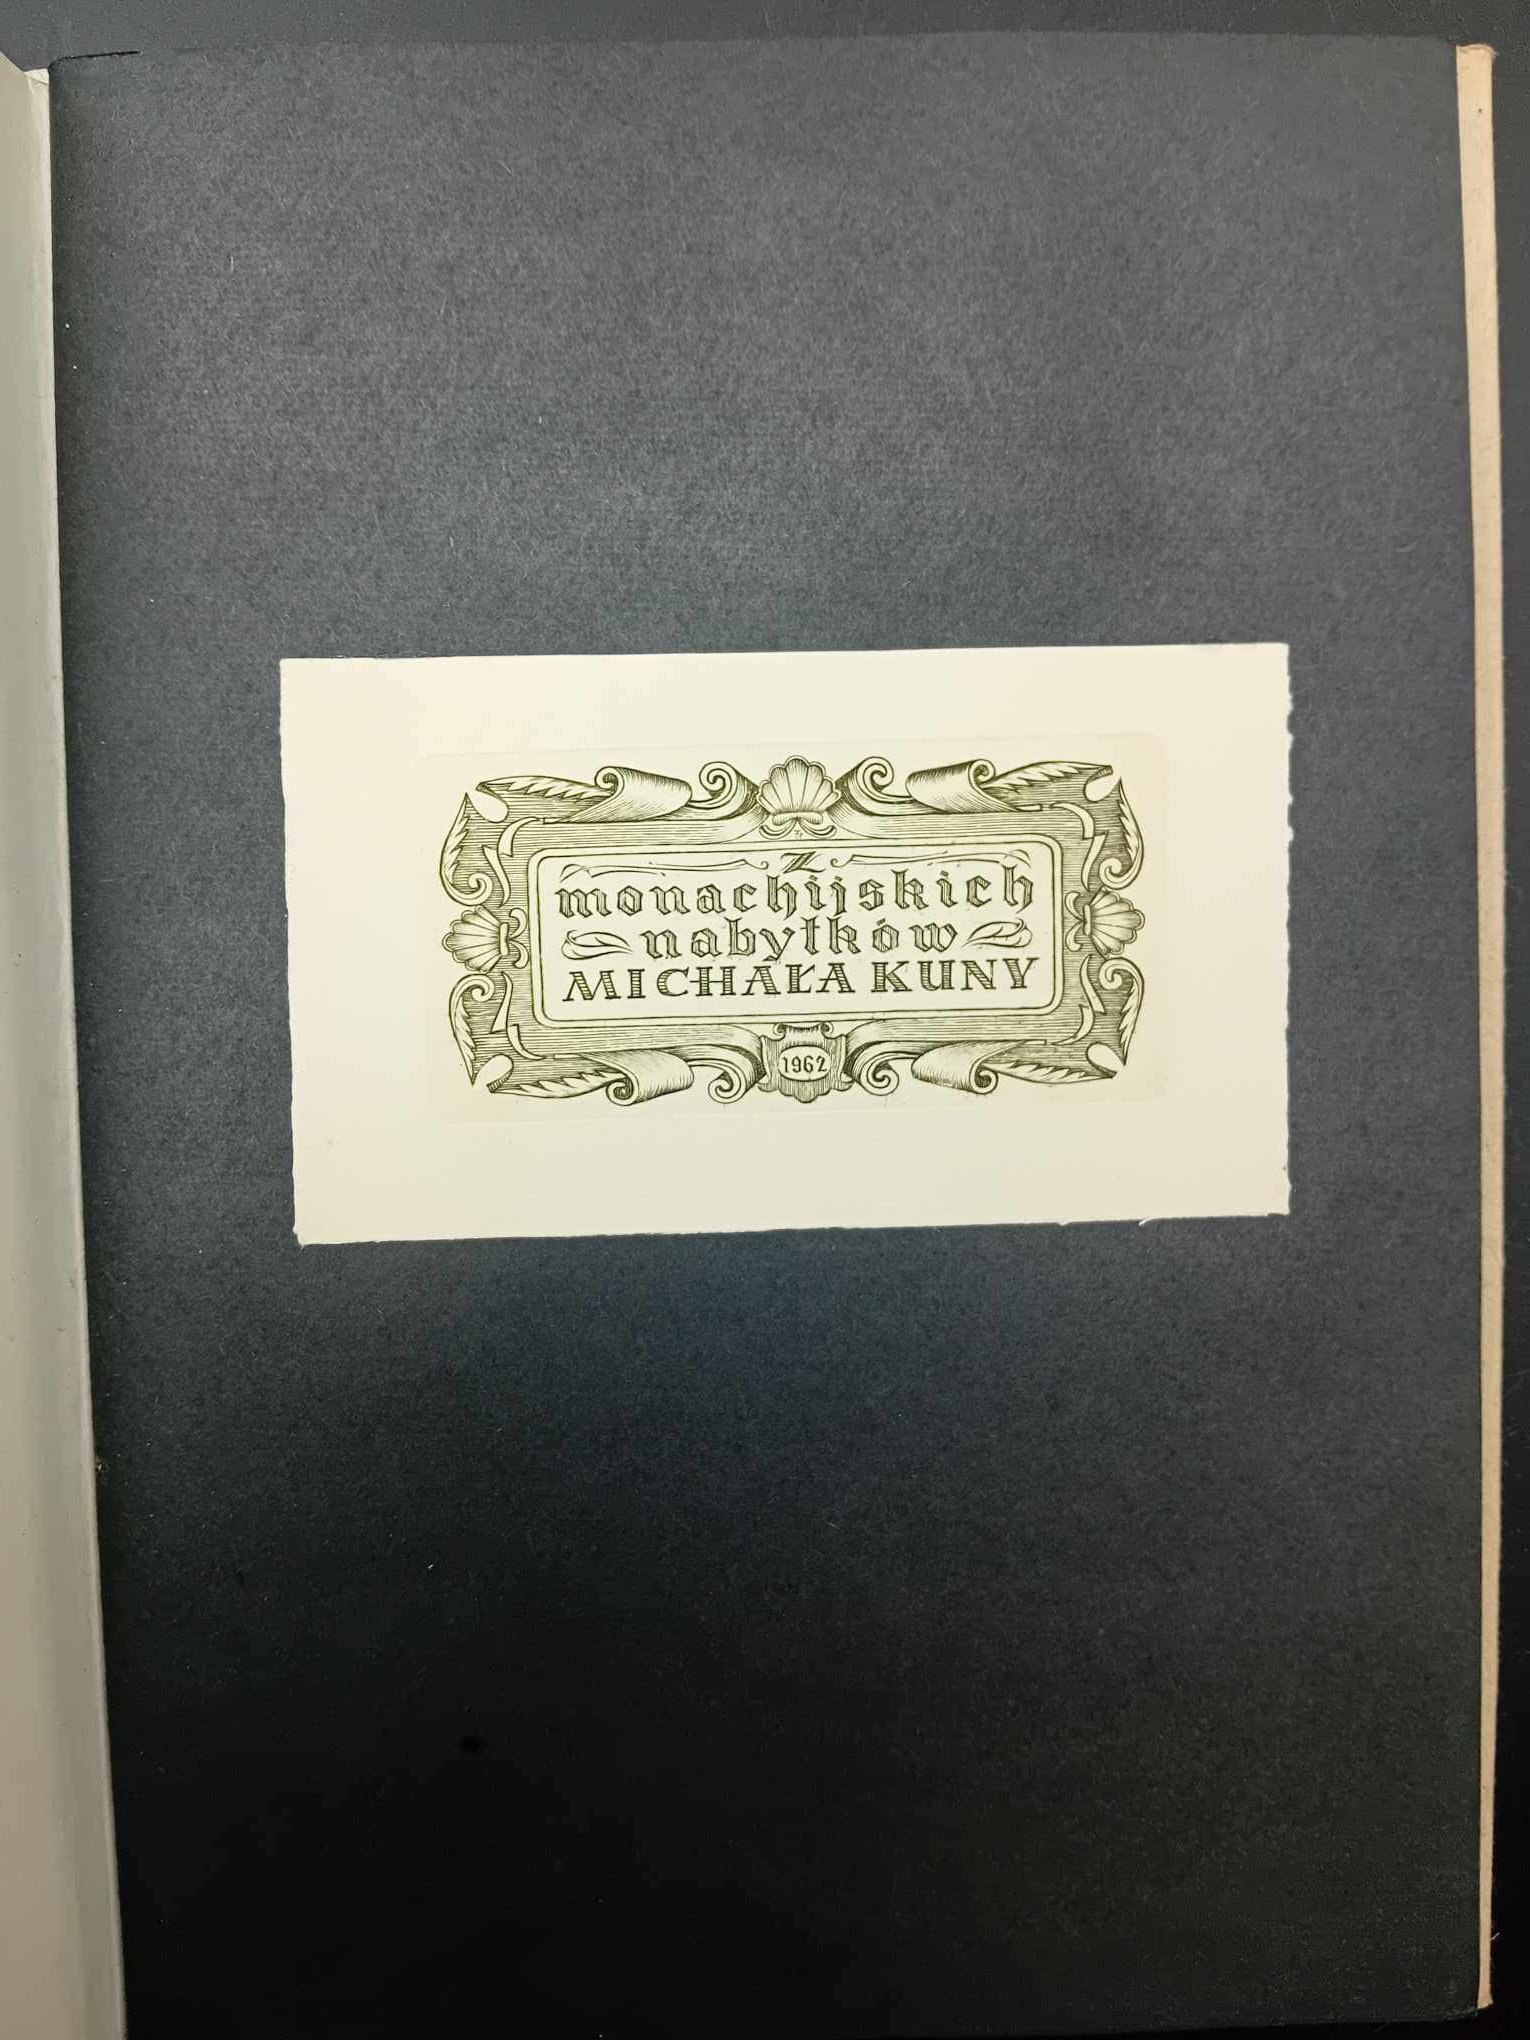 Z
monachijskich
nabytków
MICHAŁA KUNY
1962